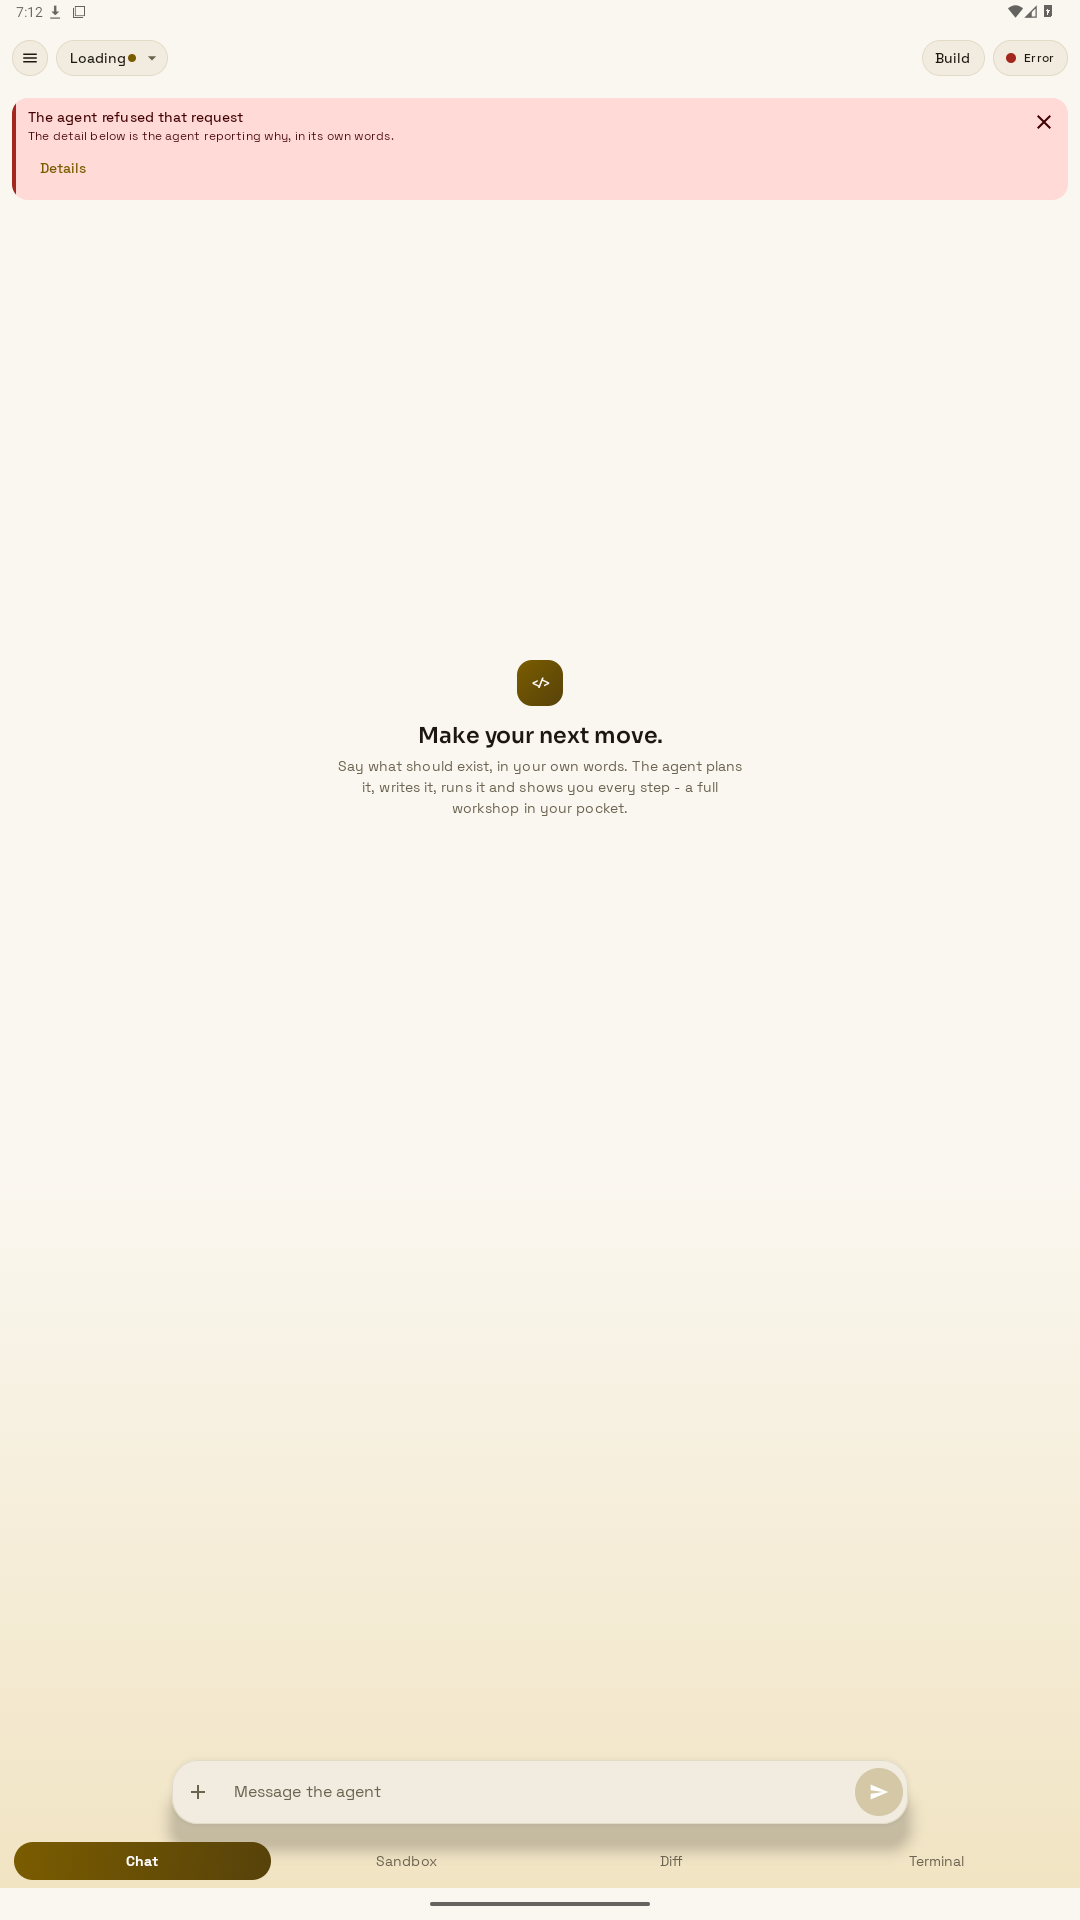 7:12
Loading
Build
Error
The agent refused that request
The detail below is the agent reporting why, in its own words.
Details
</>
Make your next move.
Say what should exist, in your own words. The agent plans
it, writes it, runs it and shows you every step - a full
workshop in your pocket.
Message the agent
Chat
Sandbox
Diff
Terminal